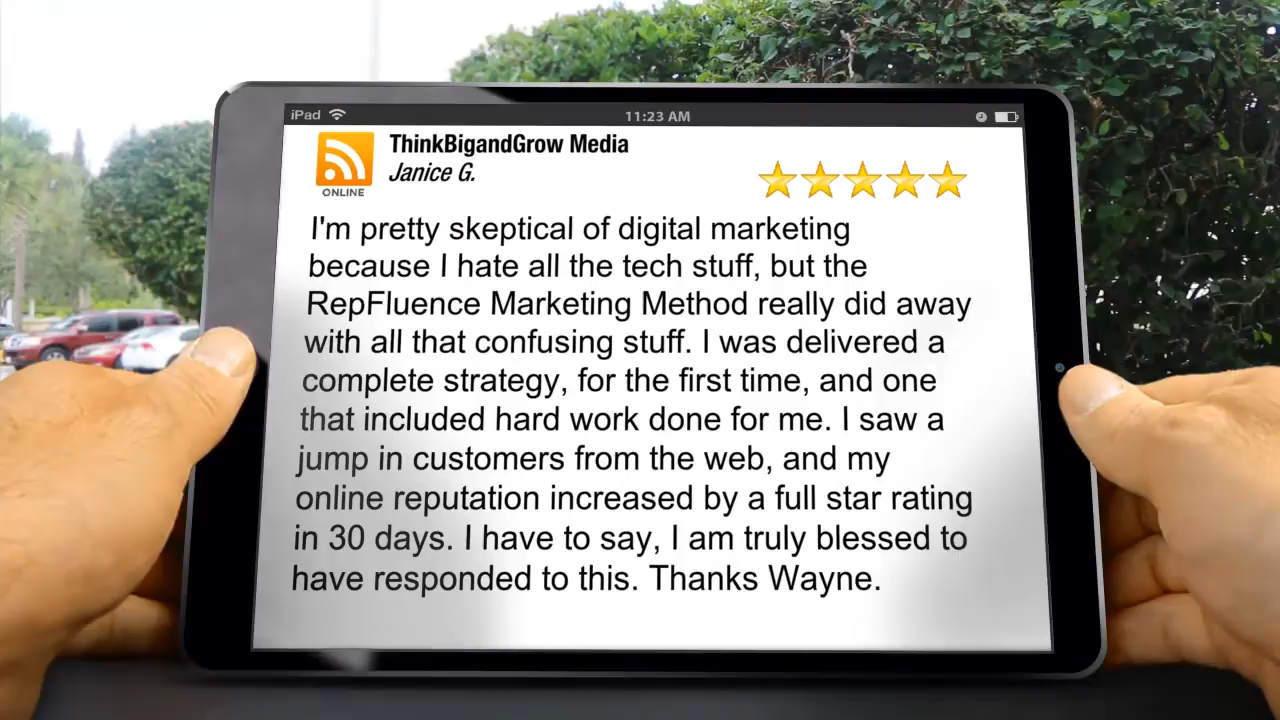 iPad 11:23 AM
ThinkBigandGrow Media
Janice G.
ONLINE
I'm pretty skeptical of digital marketing
because I hate all the tech stuff, but the
RepFluence Marketing Method really did away
with all that confusing stuff. I was delivered a
complete strategy, for the first time, and one
that included hard work done for me. I saw a
jump in customers from the web, and my
online reputation increased by a full star rating
in 30 days. I have to say, I am truly blessed to
have responded to this. Thanks Wayne.